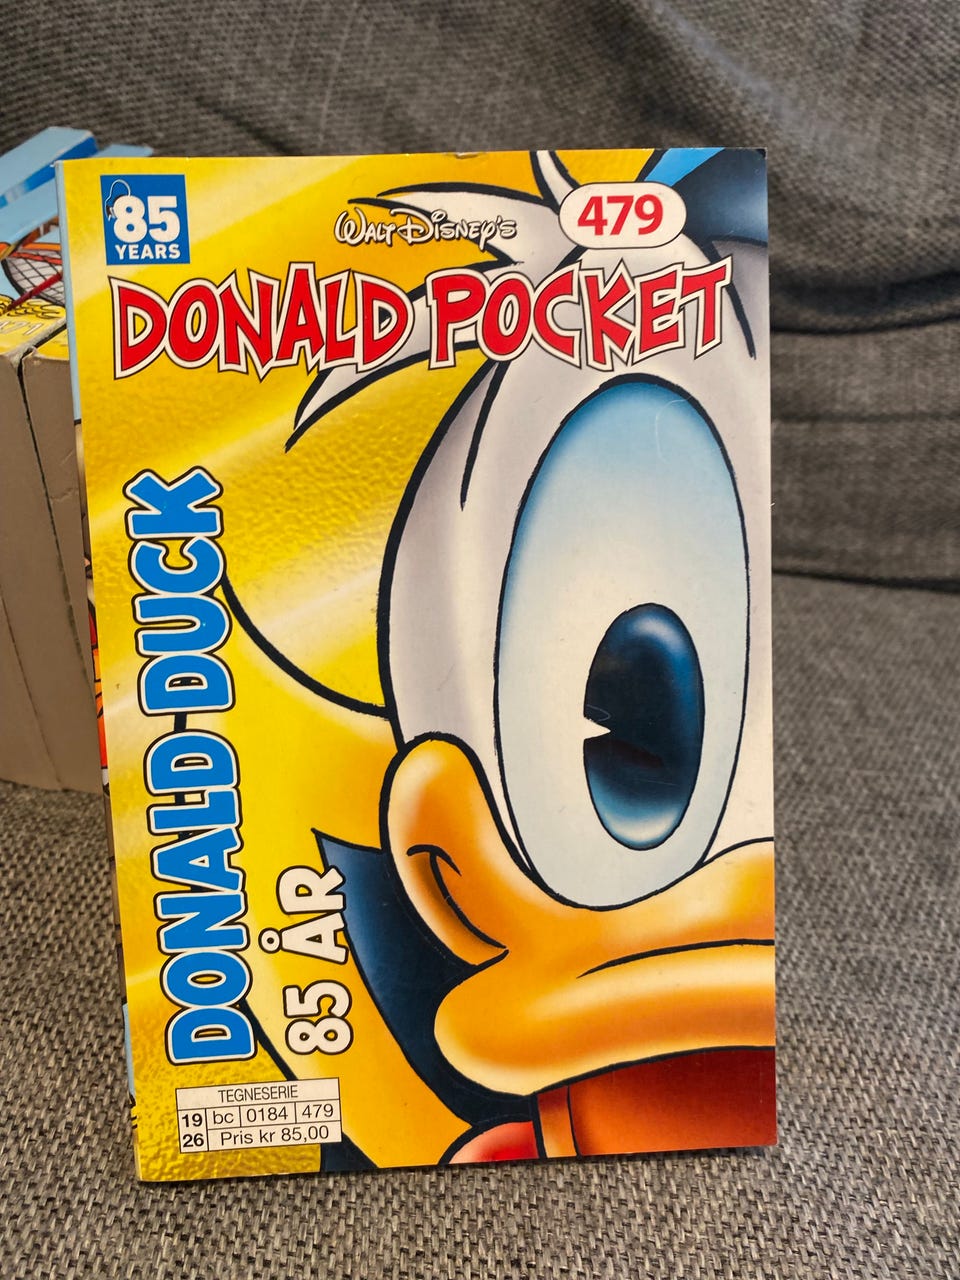 85
YEARS
WALT DISNEY'S
479
DONALD POCKET
DONALD DUCK
85 ÅR
TEGNESERIE
19 bc 0184 479
26 Pris kr 85,00